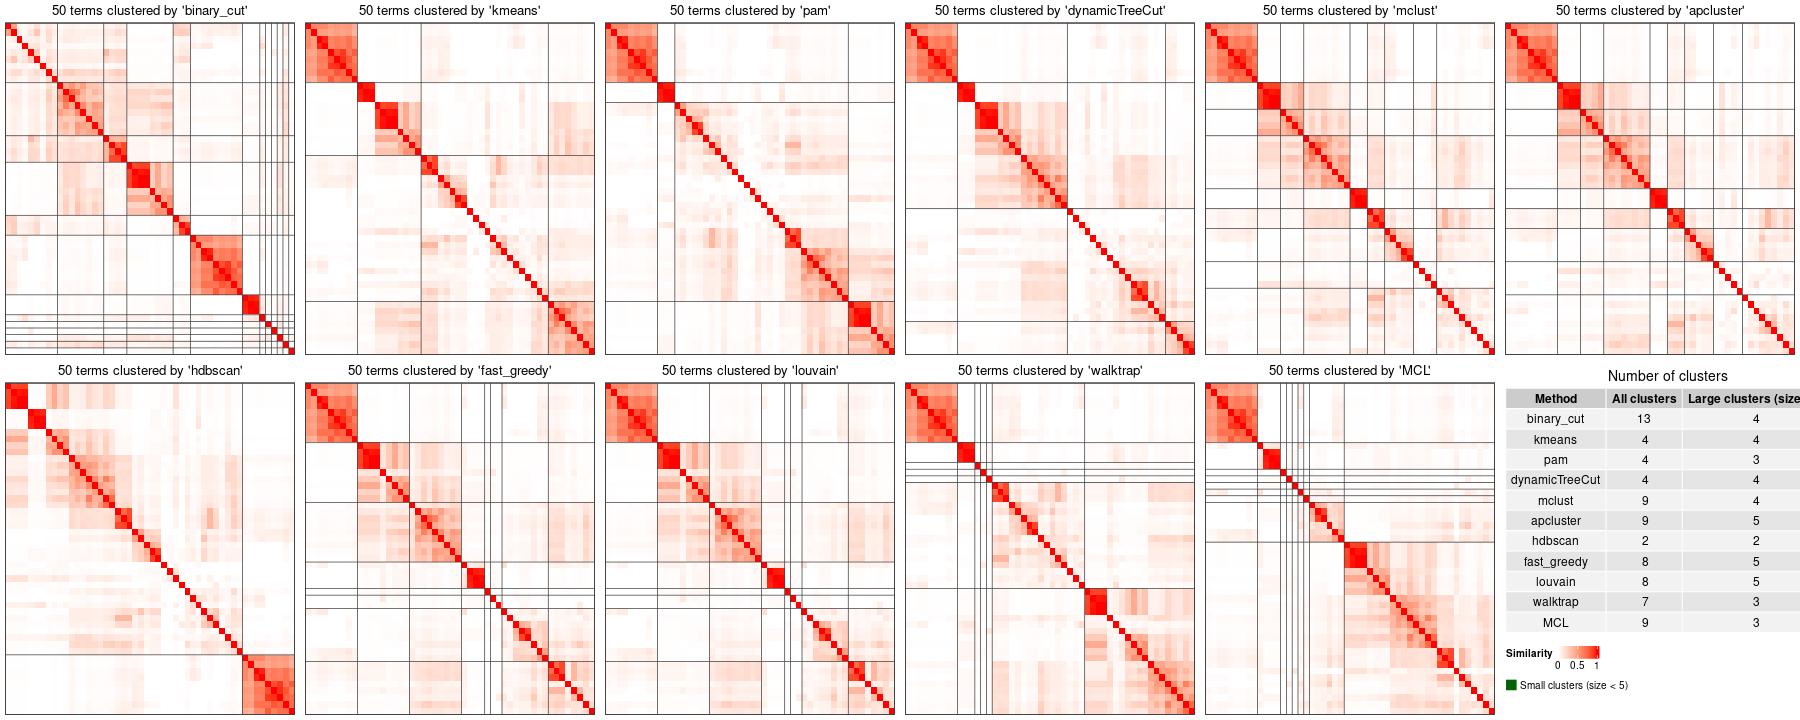 50 terms clustered by 'binary_cut'
50 terms clustered by 'kmeans'
50 terms clustered by 'pam'
50 terms clustered by 'dynamicTreeCut'
50 terms clustered by 'mclust'
50 terms clustered by 'apcluster'
50 terms clustered by 'hdbscan'
50 terms clustered by 'fast_greedy'
50 terms clustered by 'louvain'
50 terms clustered by 'walktrap'
50 terms clustered by 'MCL'
Number of clusters
Method All clusters Large clusters (size
binary_cut 13 4
kmeans 4 4
pam 4 3
dynamicTreeCut 4 4
mclust 9 4
apcluster 9 5
hdbscan 2 2
fast_greedy 8 5
louvain 8 5
walktrap 7 3
MCL 9 3
Similarity
0 0.5 1
Small clusters (size < 5)